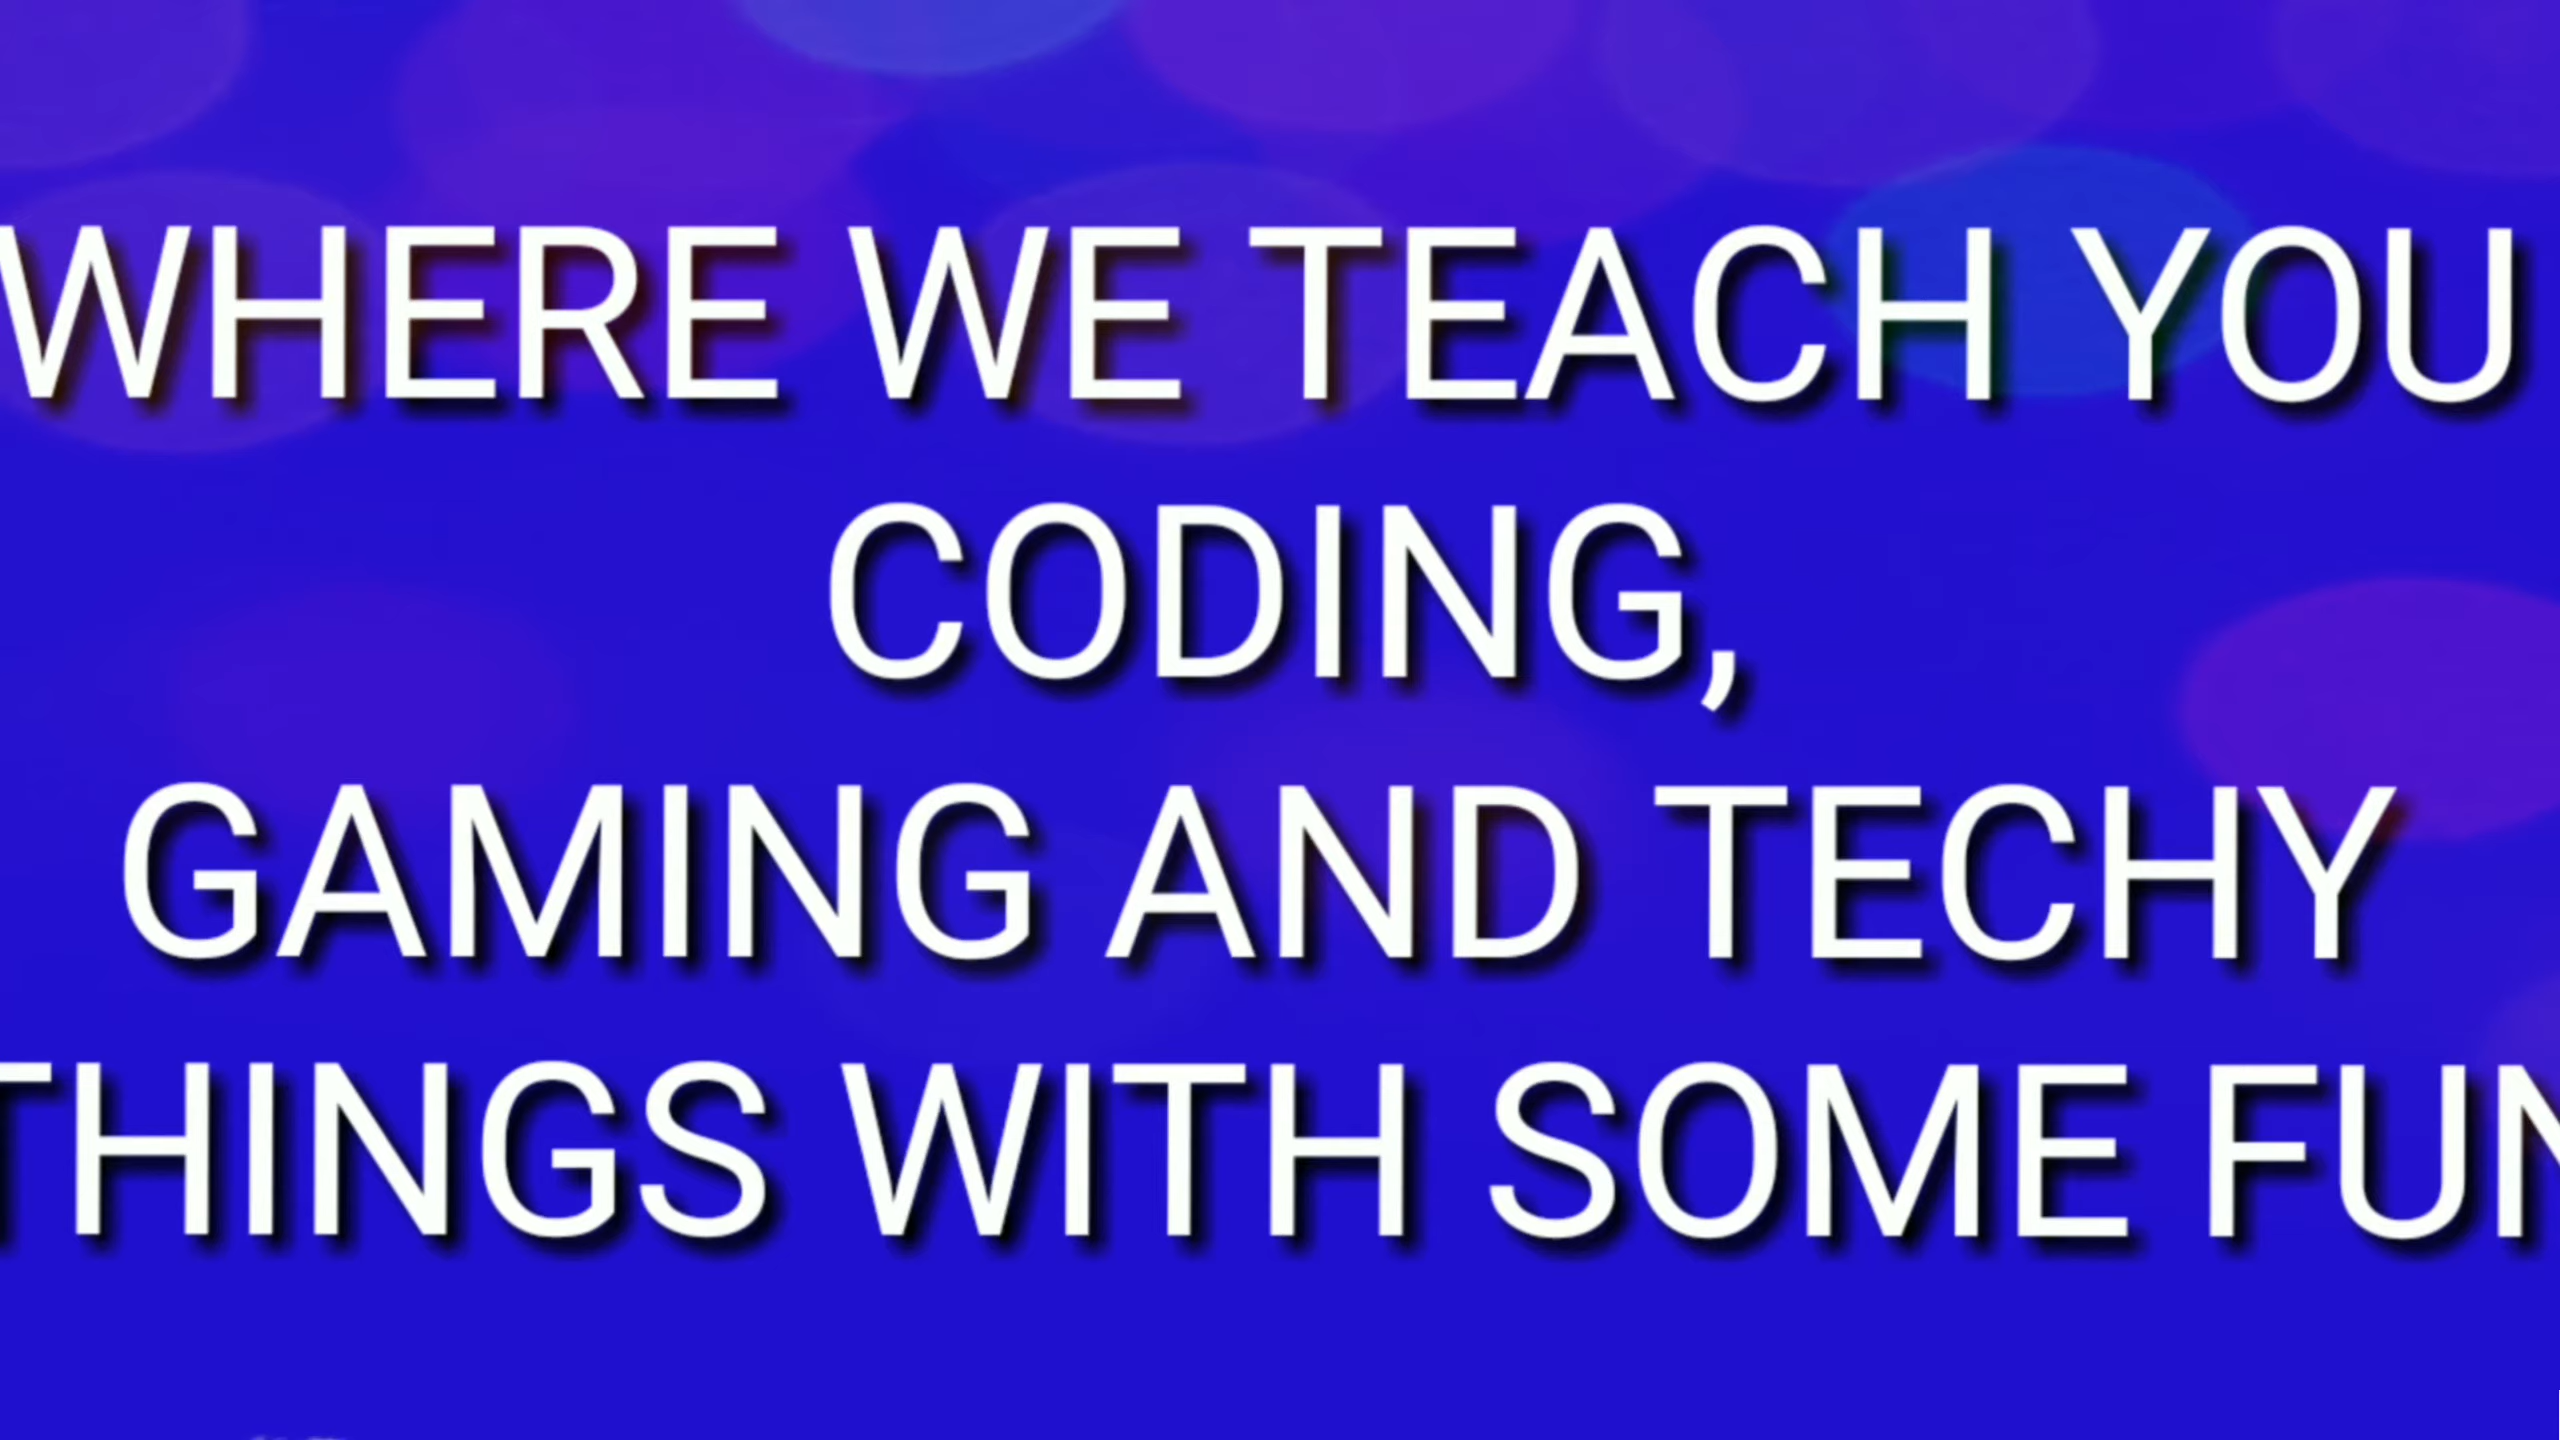 WHERE WE TEACH YOU
CODING,
GAMING AND TECHY
THINGS WITH SOME FUN